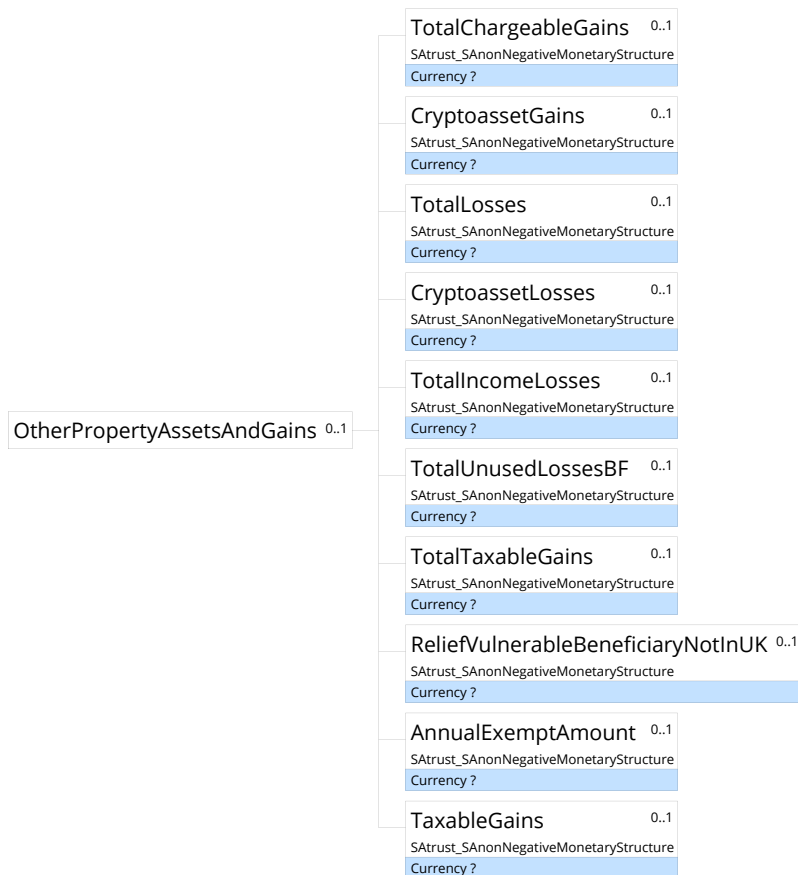 TotalChargeableGains 0..1
SAtrust_SAnonNegativeMonetaryStructure
Currency ?
CryptoassetGains 0..1
SAtrust_SAnonNegativeMonetaryStructure
Currency ?
TotalLosses 0..1
SAtrust_SAnonNegativeMonetaryStructure
Currency ?
CryptoassetLosses 0..1
SAtrust_SAnonNegativeMonetaryStructure
Currency ?
TotalIncomeLosses 0..1
SAtrust_SAnonNegativeMonetaryStructure
Currency ?
OtherPropertyAssetsAndGains 0..1
TotalUnusedLossesBF 0..1
SAtrust_SAnonNegativeMonetaryStructure
Currency ?
TotalTaxableGains 0..1
SAtrust_SAnonNegativeMonetaryStructure
Currency ?
ReliefVulnerableBeneficiaryNotInUK 0..1
SAtrust_SAnonNegativeMonetaryStructure
Currency ?
AnnualExemptAmount 0..1
SAtrust_SAnonNegativeMonetaryStructure
Currency ?
TaxableGains 0..1
SAtrust_SAnonNegativeMonetaryStructure
Currency ?